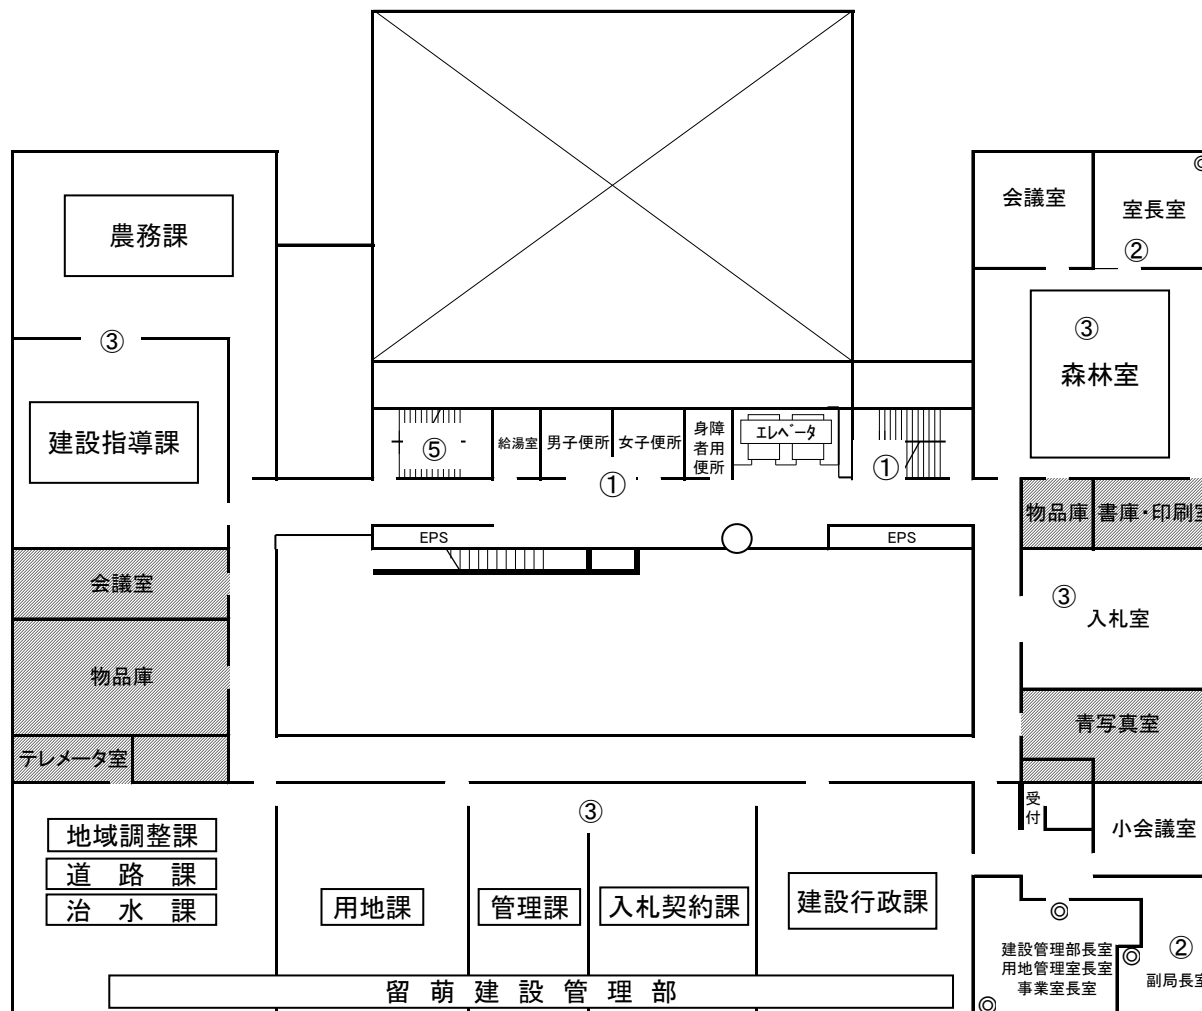 会議室
室長室
◎
②
農務課
③
森林室
③
建設指導課
⑤
給湯室
男子便所
女子便所
身障
者用
便所
エレベータ
①
①
物品庫
書庫・印刷室
EPS
EPS
会議室
③
入札室
物品庫
青写真室
テレメータ室
受
付
小会議室
③
地域調整課
道路課
治水課
用地課
管理課
入札契約課
建設行政課
◎
建設管理部長室
用地管理室長室
事業室長室
◎
◎
②
副局長室
留萌建設管理部